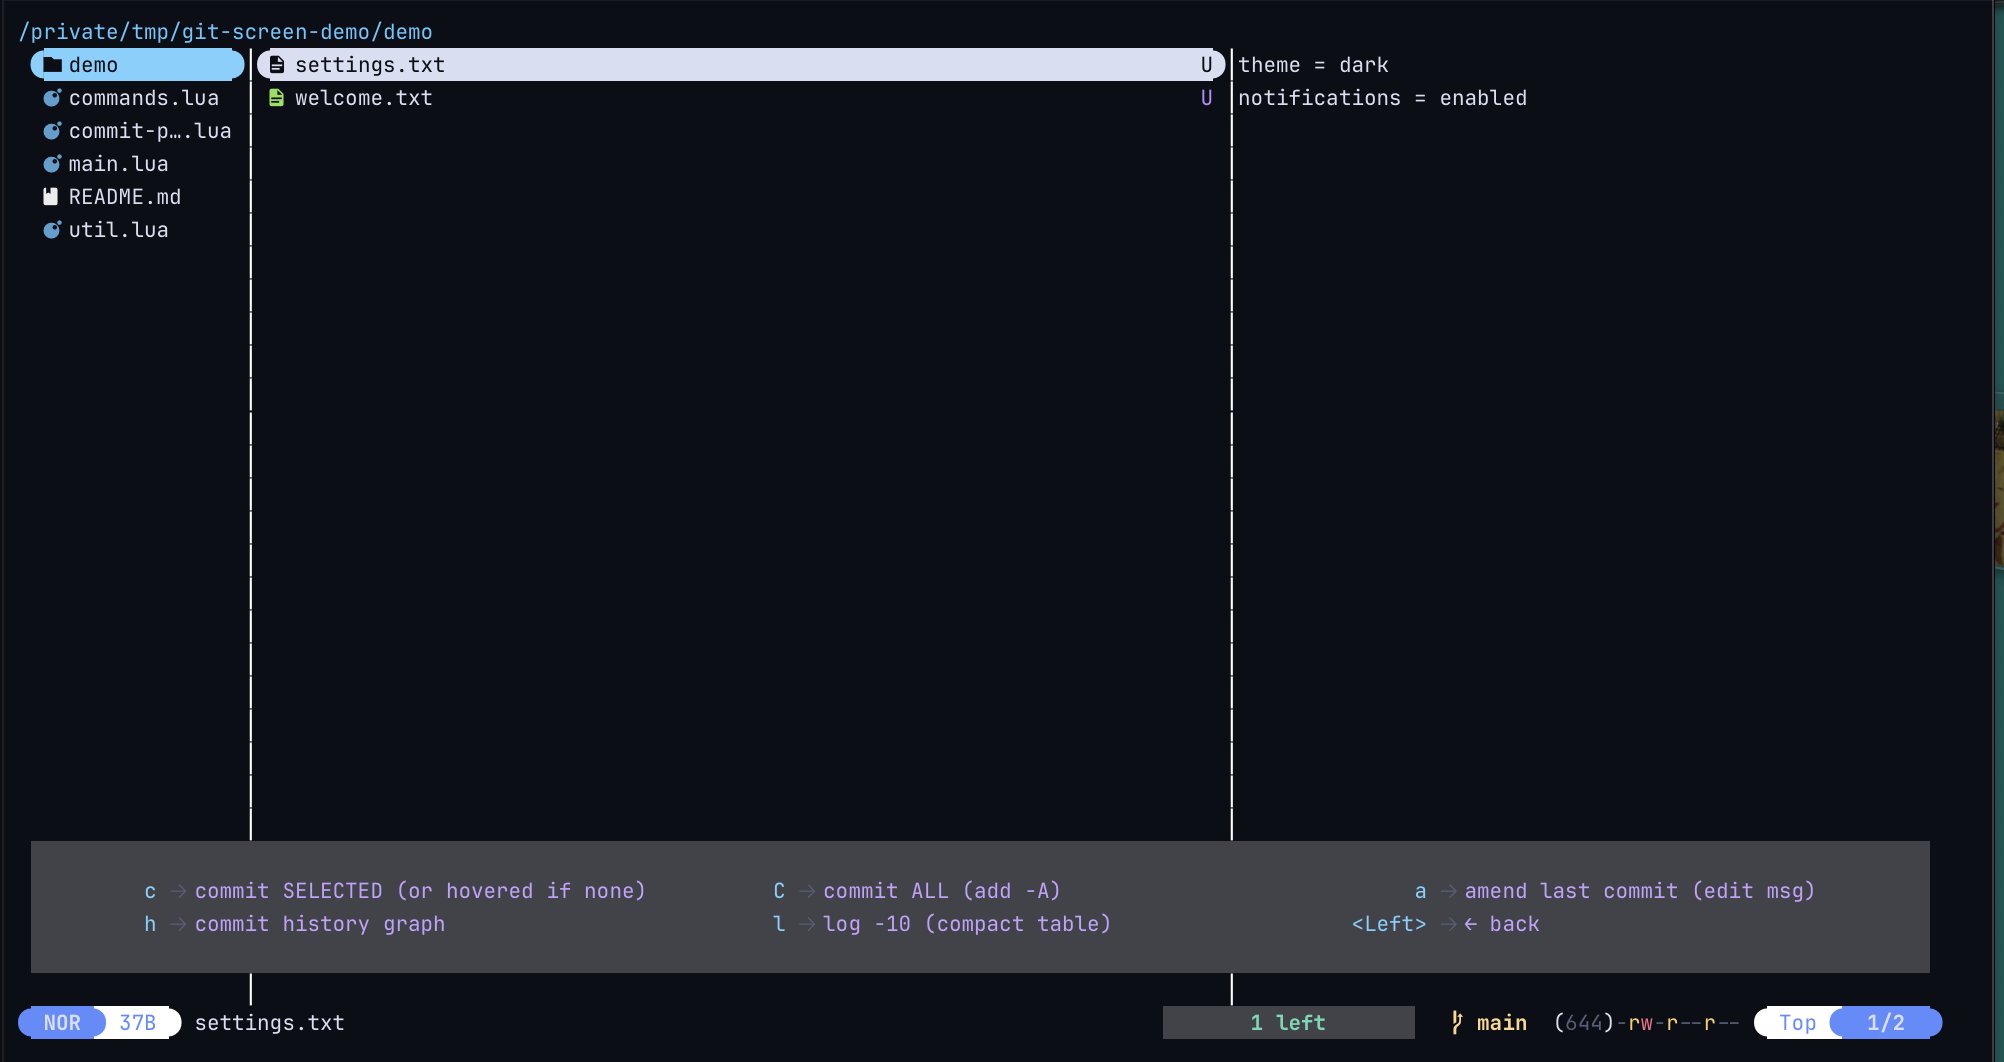 /private/tmp/git-screen-demo/demo
demo
commands.lua
commit-p….lua
main.lua
README.md
util.lua
settings.txt U
welcome.txt U
theme = dark
notifications = enabled
c → commit SELECTED (or hovered if none) C → commit ALL (add -A) a → amend last commit (edit msg)
h → commit history graph l → log -10 (compact table) <Left> → ← back
NOR 37B settings.txt 1 left main (644)-rw-r--r-- Top 1/2